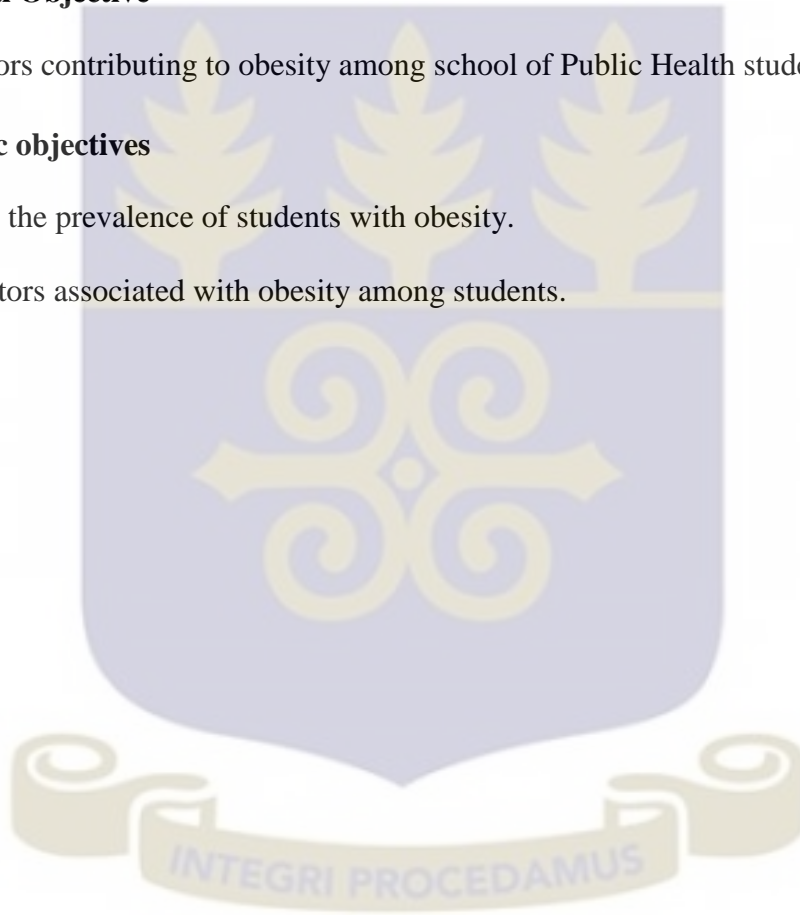 Objective
ors contributing to obesity among school of Public Health stud
c objectives
the prevalence of students with obesity.
tors associated with obesity among students.
INTEGRI PROCEDAMUS